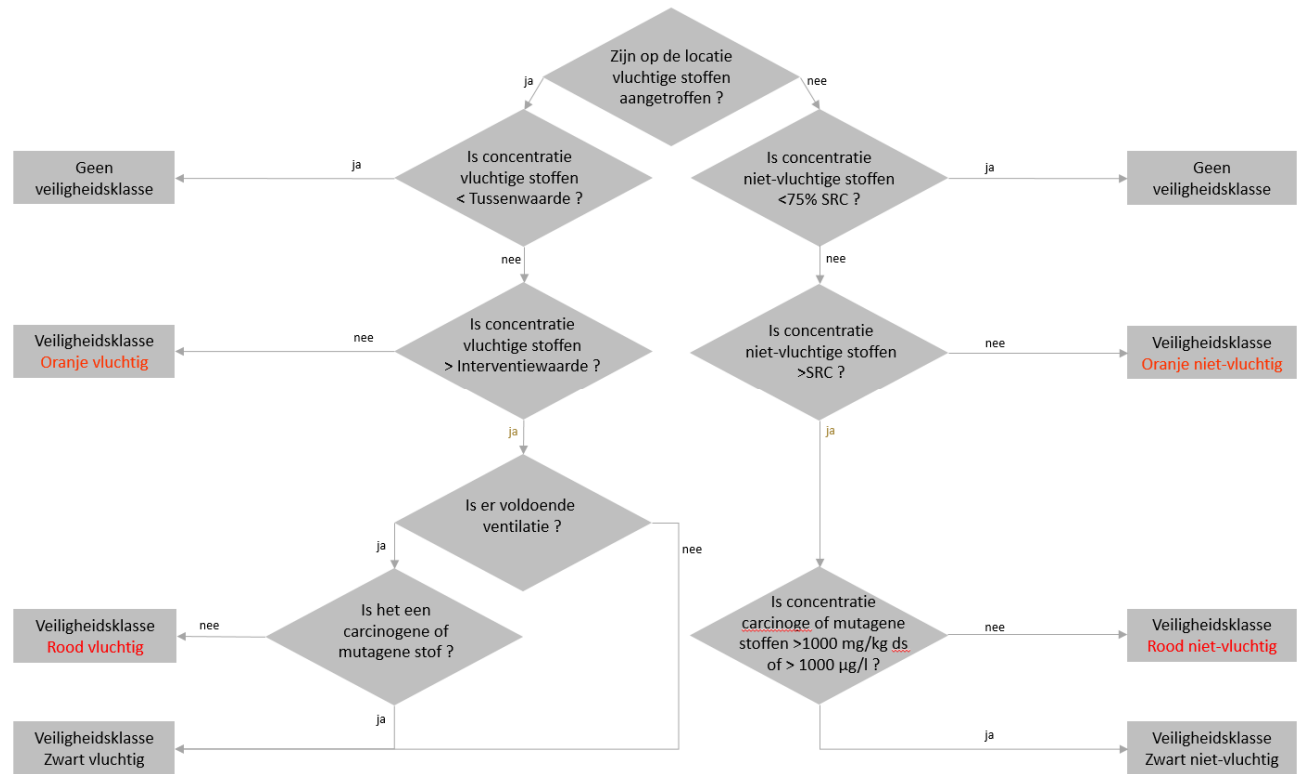 Zijn op de locatie
vluchtige stoffen
aangetroffen ?
ja
nee
Is concentratie
vluchtige stoffen
< Tussenwaarde ?
ja
Geen
veiligheidsklasse
nee
Is concentratie
niet-vluchtige stoffen
<75% SRC ?
ja
Geen
veiligheidsklasse
nee
Is concentratie
vluchtige stoffen
> Interventiewaarde ?
nee
Veiligheidsklasse
Oranje vluchtig
ja
Is concentratie
niet-vluchtige stoffen
>SRC ?
nee
Veiligheidsklasse
Oranje niet-vluchtig
ja
Is er voldoende
ventilatie ?
ja
nee
Is het een
carcinogene of
mutagene stof ?
nee
Veiligheidsklasse
Rood vluchtig
ja
Veiligheidsklasse
Zwart vluchtig
Is concentratie
carcinoge of mutagene
stoffen >1000 mg/kg ds
of > 1000 µg/l ?
nee
Veiligheidsklasse
Rood niet-vluchtig
ja
Veiligheidsklasse
Zwart niet-vluchtig